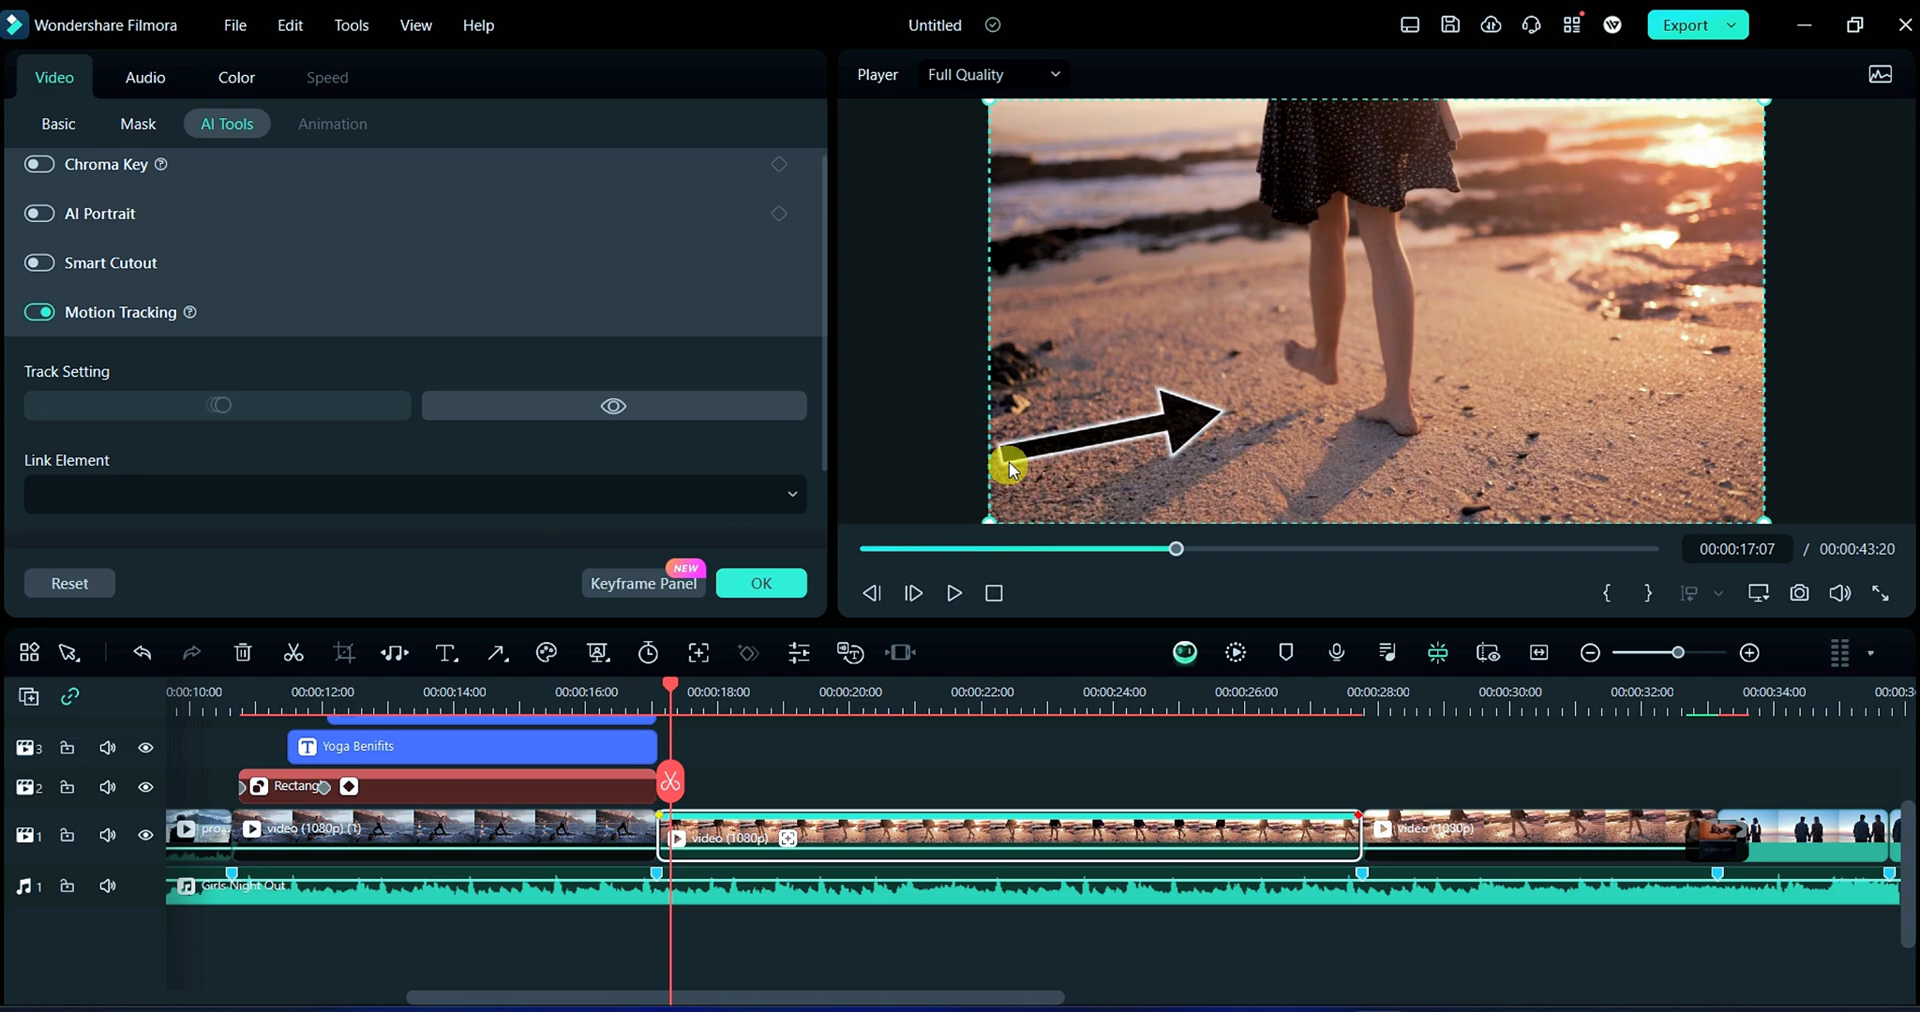 Wondershare Filmora File Edit Tools View Help Untitled Export
Video Audio Color Speed Player Full Quality
Basic Mask AI Tools Animation
Chroma Key
AI Portrait
Smart Cutout
Motion Tracking
Track Setting
Link Element
00:00:17:07 / 00:00:43:20
NEW
Reset Keyframe Panel OK
0:00:10:00 00:00:12:00 00:00:14:00 00:00:16:00 00:00:18:00 00:00:20:00 00:00:22:00 00:00:24:00 00:00:26:00 00:00:28:00 00:00:30:00 00:00:32:00 00:00:34:00 00:00:3
3 Yoga Benifits
2 Rectangl
1 pro... video (1080p) (1) video (1080p) video (1080p)
1 Girls Night Out